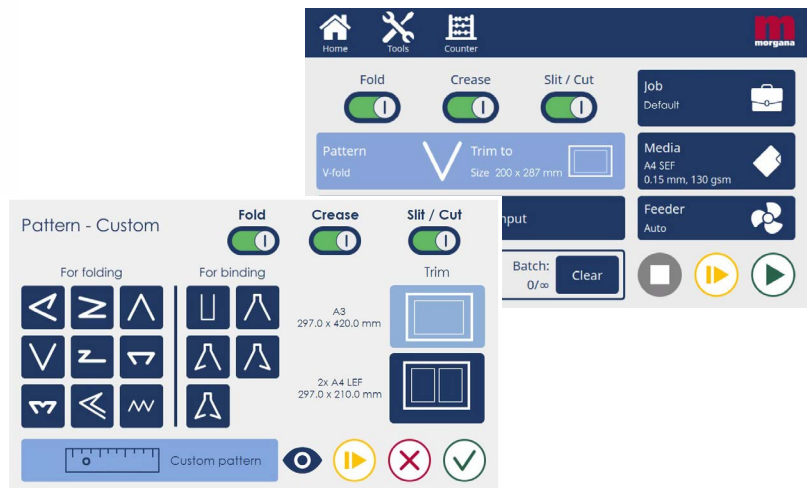 Home
Tools
Counter
morgana
Fold
Crease
Slit / Cut
Job
Default
Pattern
V-fold
Trim to
Size 200 x 287 mm
Media
A4 SEF
0.15 mm, 130 gsm
Feeder
Auto
Batch:
0/∞
Clear
Pattern - Custom
Fold
Crease
Slit / Cut
For folding
For binding
Trim
A3
297.0 x 420.0 mm
2x A4 LEF
297.0 x 210.0 mm
Custom pattern